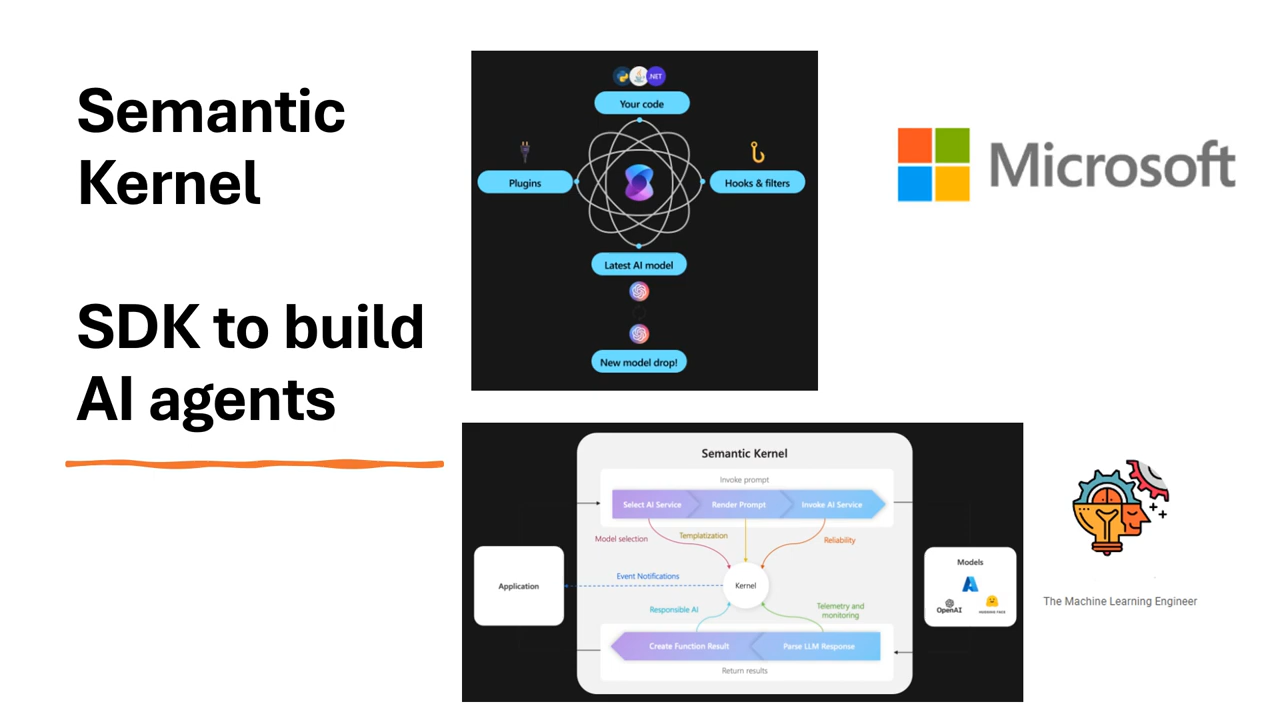 Semantic
Kernel
SDK to build
AI agents
.NET
Your code
Plugins
Hooks & filters
Latest AI model
New model drop!
Microsoft
Semantic Kernel
Invoke prompt
Select AI Service
Render Prompt
Invoke AI Service
Model selection
Templatization
Reliability
Application
Event Notifications
Kernel
Models
OpenAI
HUGGING FACE
Responsible AI
Telemetry and
monitoring
Create Function Result
Parse LLM Response
Return results
The Machine Learning Engineer